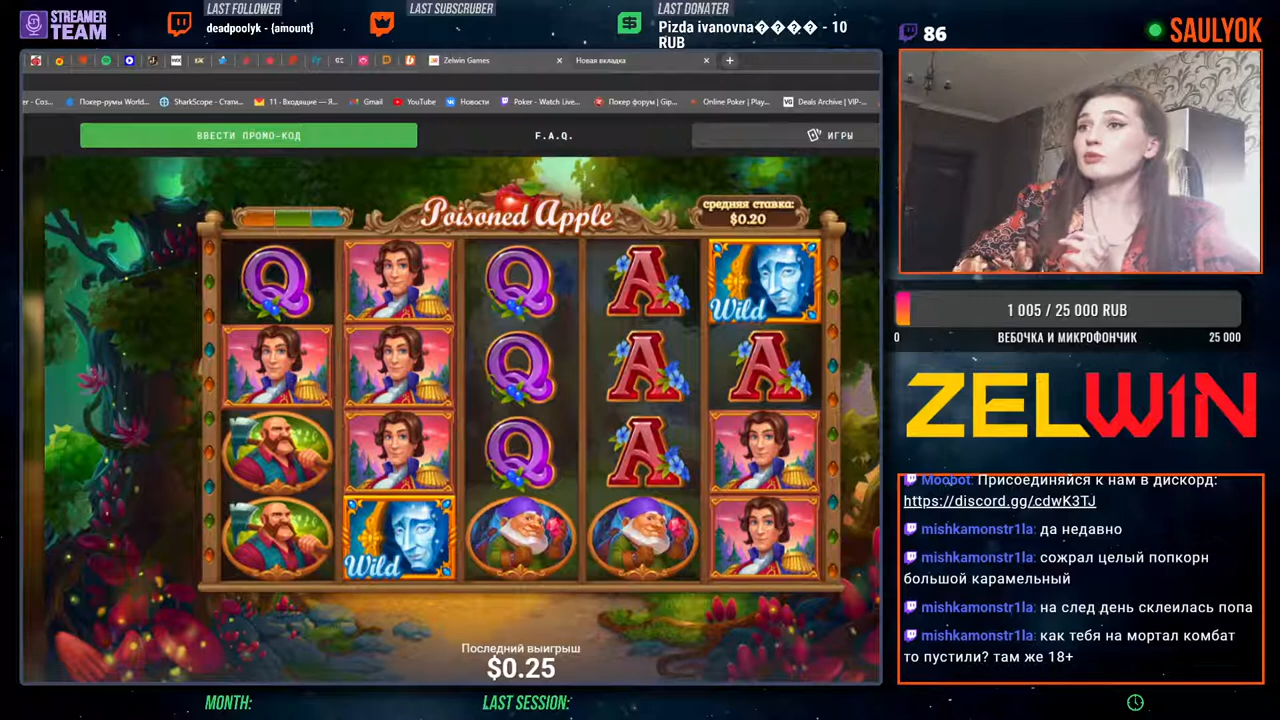 STREAMER
TEAM
LAST FOLLOWER
deadpoolyk - {amount}
LAST SUBSCRUBER
LAST DONATER
Pizda ivanovna���� - 10
RUB
86
SAULYOK
Zelwin Games
Новая вкладка
er - Cos...
Покер-румы World...
SharkScope - Стати...
11 - Входящие — Я...
Gmail
YouTube
Новости
Poker - Watch Live...
Покер форум | Gip...
Online Poker | Play...
Deals Archive | VIP-...
ВВЕСТИ ПРОМО-КОД
F.A.Q.
ИГРЫ
Poisoned Apple
средняя ставка:
$0.20
Q
Q
A
Wild
Q
A
A
Q
A
Wild
Последний выигрыш
$0.25
1 005 / 25 000 RUB
0
ВЕБОЧКА И МИКРОФОНЧИК
25 000
ZELWIN
Moobot: Присоединяйся к нам в дискорд:
https://discord.gg/cdwK3TJ
mishkamonstr1la: да недавно
mishkamonstr1la: сожрал целый попкорн
большой карамельный
mishkamonstr1la: на след день склеилась попа
mishkamonstr1la: как тебя на мортал комбат
то пустили? там же 18+
MONTH:
LAST SESSION: